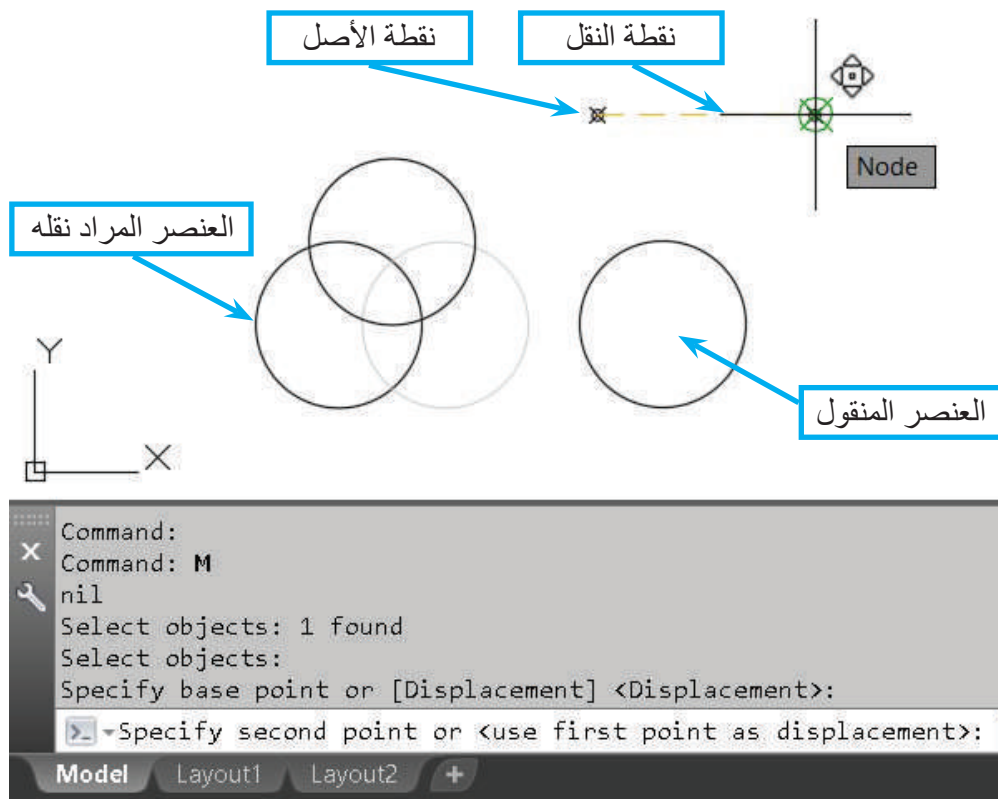 نقطة الأصل
نقطة النقل
Node
العنصر المراد نقله
Y
X
العنصر المنقول
Command:
Command: M
nil
Select objects: 1 found
Select objects:
Specify base point or [Displacement] <Displacement>:
Specify second point or <use first point as displacement>:
Model Layout1 Layout2 +